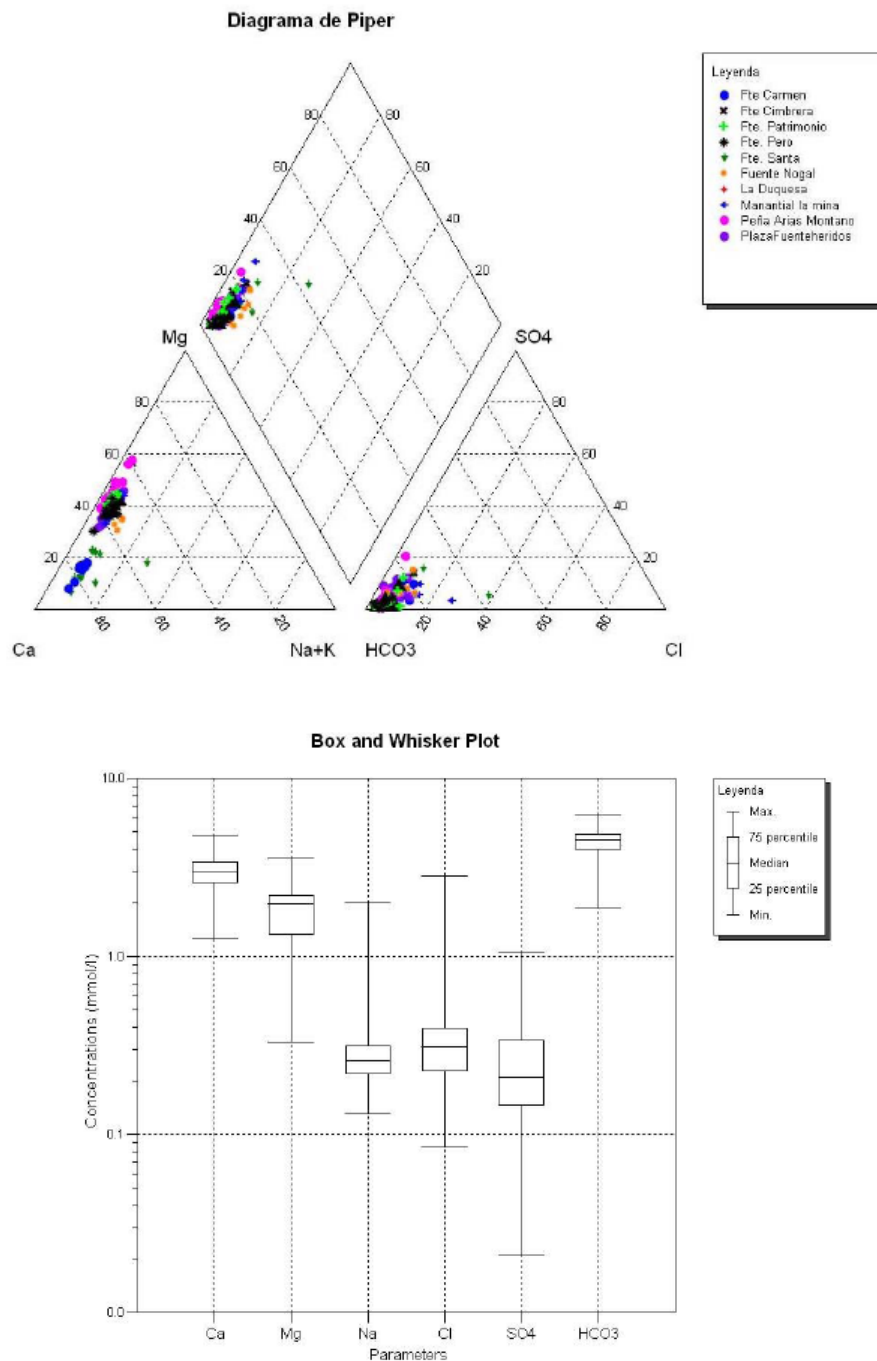 Diagrama de Piper
Leyenda
Fte Carmen
Fte Cimbrera
Fte. Patrimonio
Fte. Pero
Fte. Santa
Fuente Nogal
La Duquesa
Manantial la mina
Peña Arias Montano
PlazaFuenteheridos
80 80
60 60
40 40
20 20
Mg SO4
80 80
60 60
40 40
20 20
80 60 40 20 20 40 60 80
Ca Na+K HCO3 Cl
Box and Whisker Plot
Leyenda
Max.
75 percentile
Median
25 percentile
Min.
10.0
1.0
0.1
0.0
Concentrations (mmol/l)
Ca Mg Na Cl SO4 HCO3
Parameters